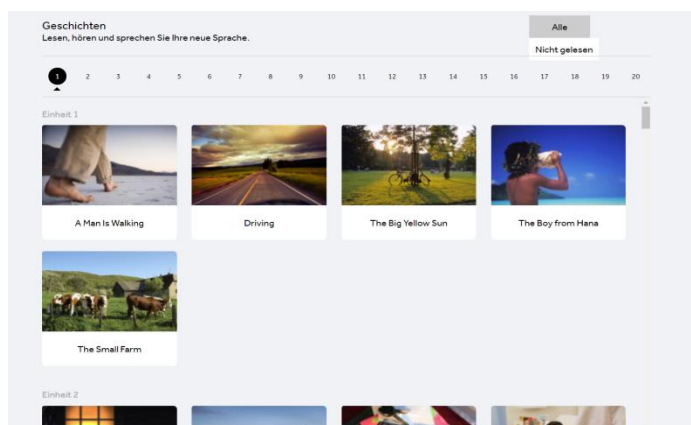 Geschichten
Lesen, hören und sprechen Sie Ihre neue Sprache.
Alle
Nicht gelesen
1 2 3 4 5 6 7 8 9 10 11 12 13 14 15 16 17 18 19 20
Einheit 1
A Man Is Walking
Driving
The Big Yellow Sun
The Boy from Hana
The Small Farm
Einheit 2